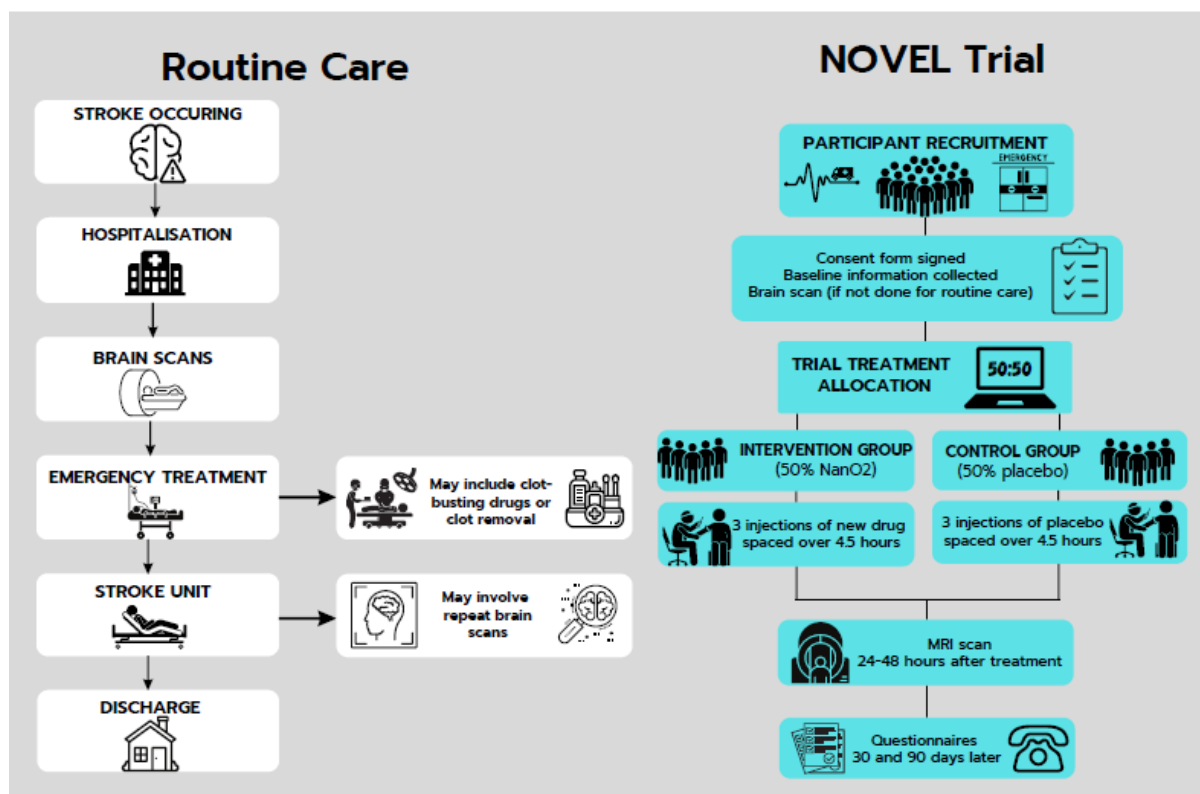 Routine Care
STROKE OCCURING
HOSPITALISATION
BRAIN SCANS
EMERGENCY TREATMENT
May include clot-
busting drugs or
clot removal
STROKE UNIT
May involve
repeat brain
scans
DISCHARGE
NOVEL Trial
PARTICIPANT RECRUITMENT
EMERGENCY
Consent form signed
Baseline information collected
Brain scan (if not done for routine care)
TRIAL TREATMENT
ALLOCATION
50:50
INTERVENTION GROUP
(50% NanO2)
CONTROL GROUP
(50% placebo)
3 injections of new drug
spaced over 4.5 hours
3 injections of placebo
spaced over 4.5 hours
MRI scan
24-48 hours after treatment
Questionnaires
30 and 90 days later